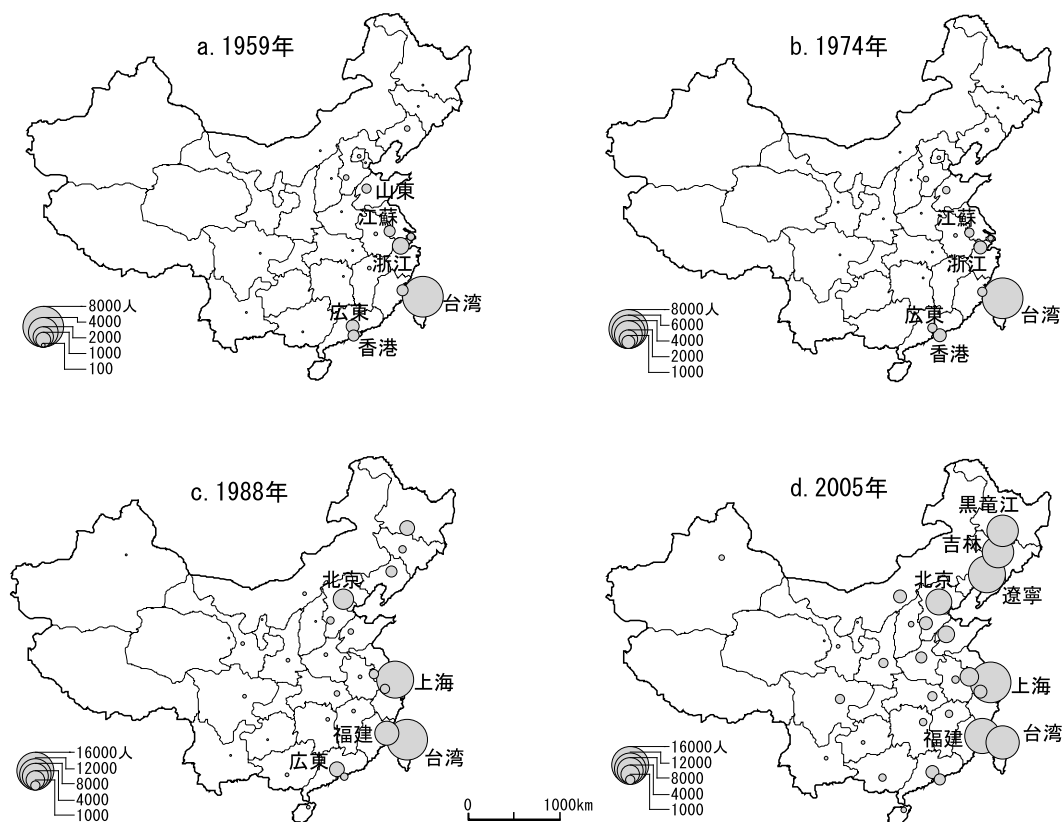 a. 1959年
山東
江蘇
浙江
台湾
広東
香港
8000人
4000
2000
1000
100
b. 1974年
江蘇
浙江
台湾
広東
香港
8000人
6000
4000
2000
1000
c. 1988年
北京
上海
福建
台湾
広東
16000人
12000
8000
4000
1000
d. 2005年
黒竜江
吉林
遼寧
北京
上海
福建
台湾
16000人
12000
8000
4000
1000
0 1000km